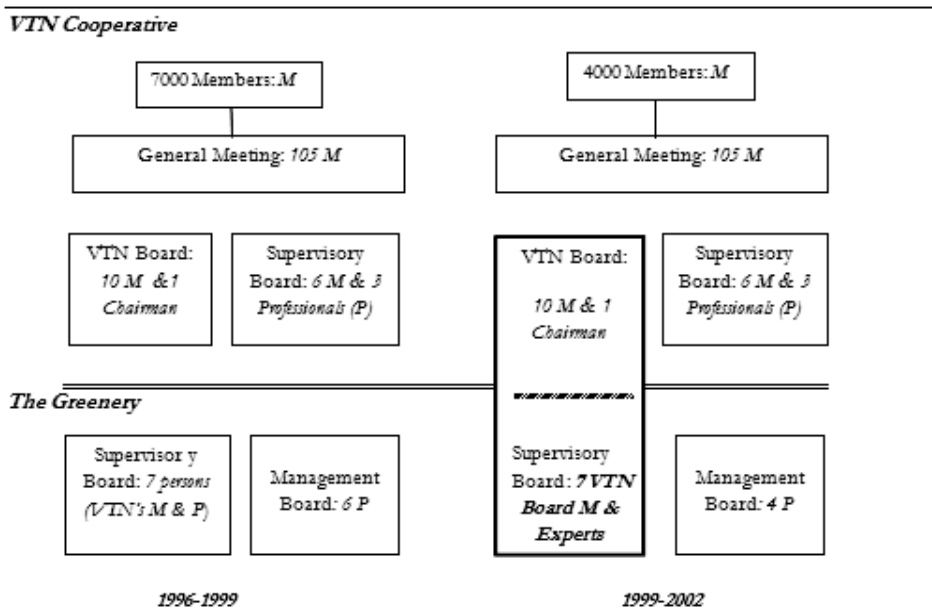 VTN Cooperative
7000 Members: M
4000 Members: M
General Meeting: 105 M
General Meeting: 105 M
VTN Board:
10 M & 1
Chairman
Supervisory
Board: 6 M & 3
Professionals (P)
VTN Board:
10 M & 1
Chairman
Supervisory
Board: 6 M & 3
Professionals (P)
The Greenery
Supervisor y
Board: 7 persons
(VTN's M & P)
Management
Board: 6 P
Supervisory
Board: 7 VTN
Board M &
Experts
Management
Board: 4 P
1996-1999
1999-2002